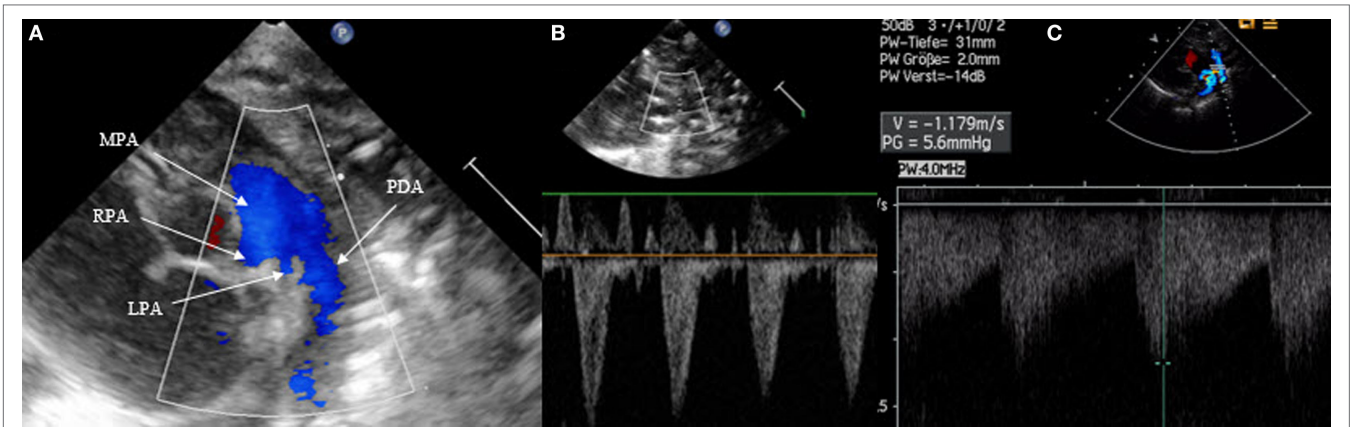 A
P
MPA
RPA
PDA
LPA
B
P
50dB 3 •/+1/0/2
PW-Tiefe= 31mm
PW Größe= 2.0mm
PW Verst=-14dB
V = -1.179m/s
PG = 5.6mmHg
PW:4.0MHz
/s
.5
C